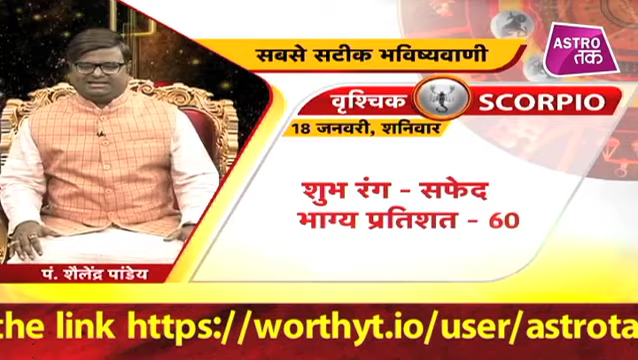 सबसे सटीक भविष्यवाणी
ASTRO
तक
वृश्चिक SCORPIO
18 जनवरी, शनिवार
शुभ रंग - सफेद
भाग्य प्रतिशत - 60
पं. शैलेंद्र पांडेय
the link https://worthyt.io/user/astrota